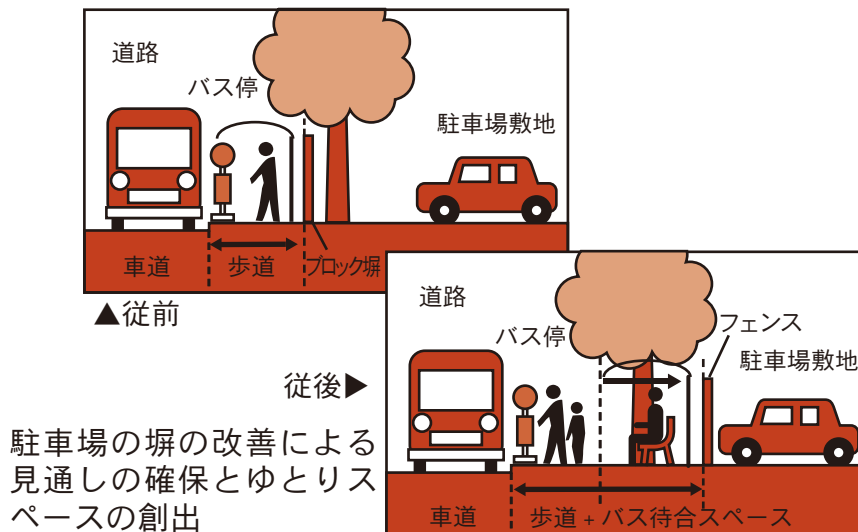 道路
バス停
駐車場敷地
車道
歩道
ブロック塀
▲従前
道路
バス停
フェンス
駐車場敷地
従後▶
車道
歩道 + バス待合スペース
駐車場の塀の改善による
見通しの確保とゆとりス
ペースの創出